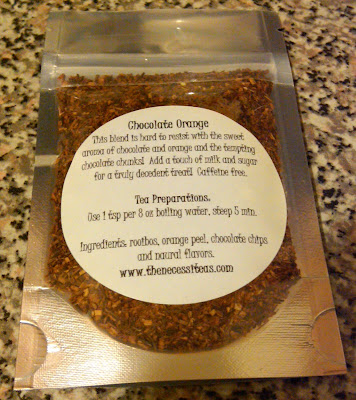 Chocolate Orange
This blend is hard to resist with the sweet
aroma of chocolate and orange and the tempting
chocolate chunks! Add a touch of milk and sugar
for a truly decedent treat! Caffeine free.
Tea Preparations.
Use 1 tsp per 8 oz boiling water, steep 5 min.
Ingredients: rooibos, orange peel, chocolate chips
and naural flavors.
www.thenecessiteas.com